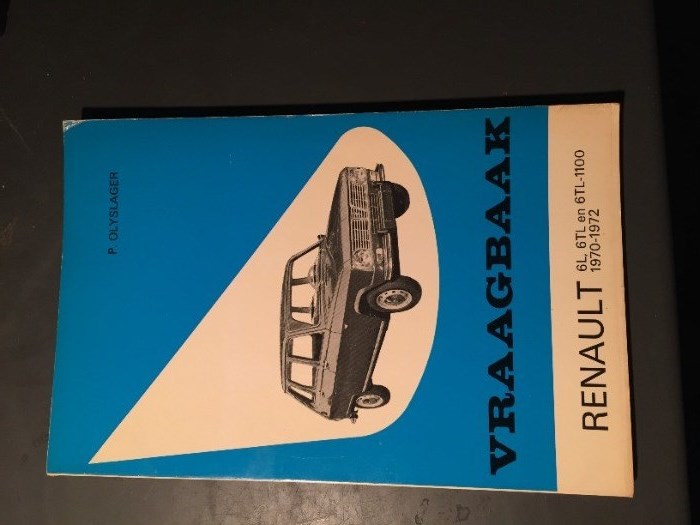 P. OLYSLAGER
VRAAGBAAK
RENAULT
6L, 6TL en 6TL-1100
1970-1972